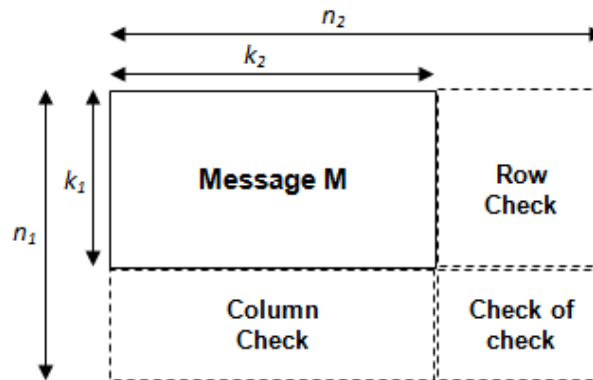 n2
k2
k1
n1
Message M
Row
Check
Column
Check
Check of
check